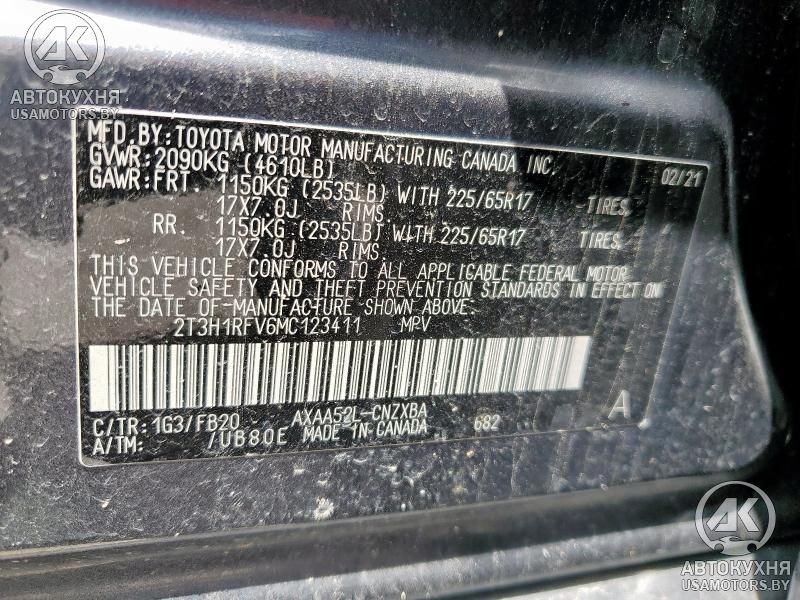 AK
АВТОКУХНЯ
USAMOTORS.BY
MFD.BY:TOYOTA MOTOR MANUFACTURING CANADA INC.
GVWR:2090KG (4610LB) 02/21
GAWR:FRT 1150KG (2535LB) WITH 225/65R17 TIRES,
17X7.0J RIMS,
RR. 1150KG (2535LB) WITH 225/65R17 TIRES,
17X7.0J RIMS.
THIS VEHICLE CONFORMS TO ALL APPLICABLE FEDERAL MOTOR
VEHICLE SAFETY AND THEFT PREVENTION STANDARDS IN EFFECT ON
THE DATE OF MANUFACTURE SHOWN ABOVE.
2T3H1RFV6MC123411 MPV
C/TR:1G3/FB20 AXAA52L-CNZXBA 682 A
A/TM: /UB80E MADE IN CANADA
AK
АВТОКУХНЯ
USAMOTORS.BY